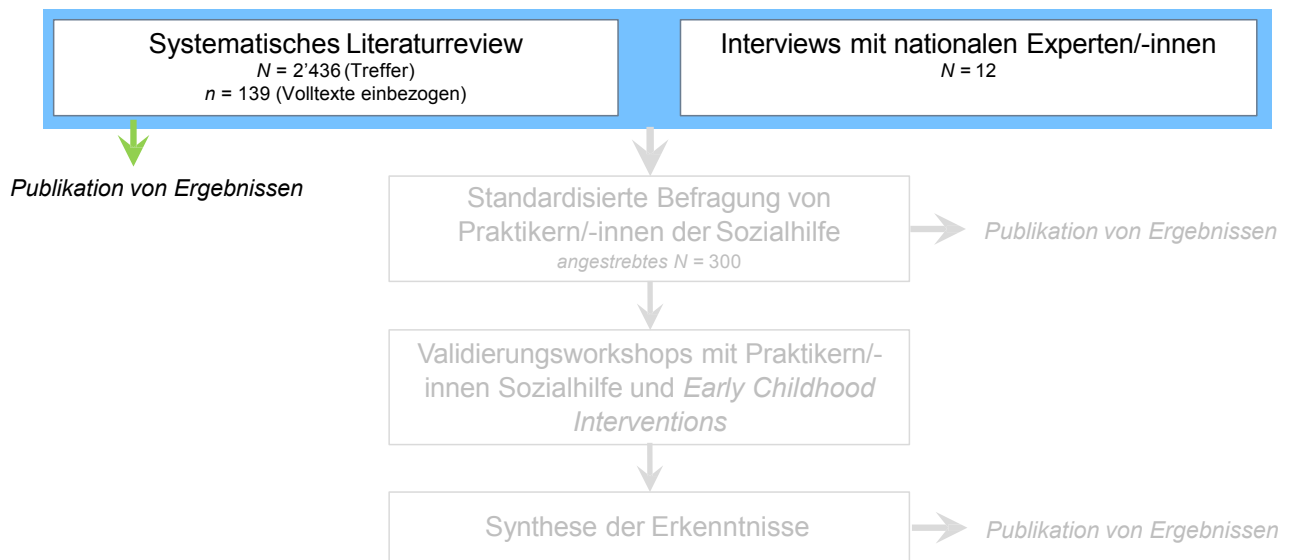 Systematisches Literaturreview
N = 2’436 (Treffer)
n = 139 (Volltexte einbezogen)
Interviews mit nationalen Experten/-innen
N = 12
Publikation von Ergebnissen
Standardisierte Befragung von
Praktikern/-innen der Sozialhilfe
angestrebtes N = 300
Publikation von Ergebnissen
Validierungsworkshops mit Praktikern/-
innen Sozialhilfe und Early Childhood
Interventions
Synthese der Erkenntnisse
Publikation von Ergebnissen